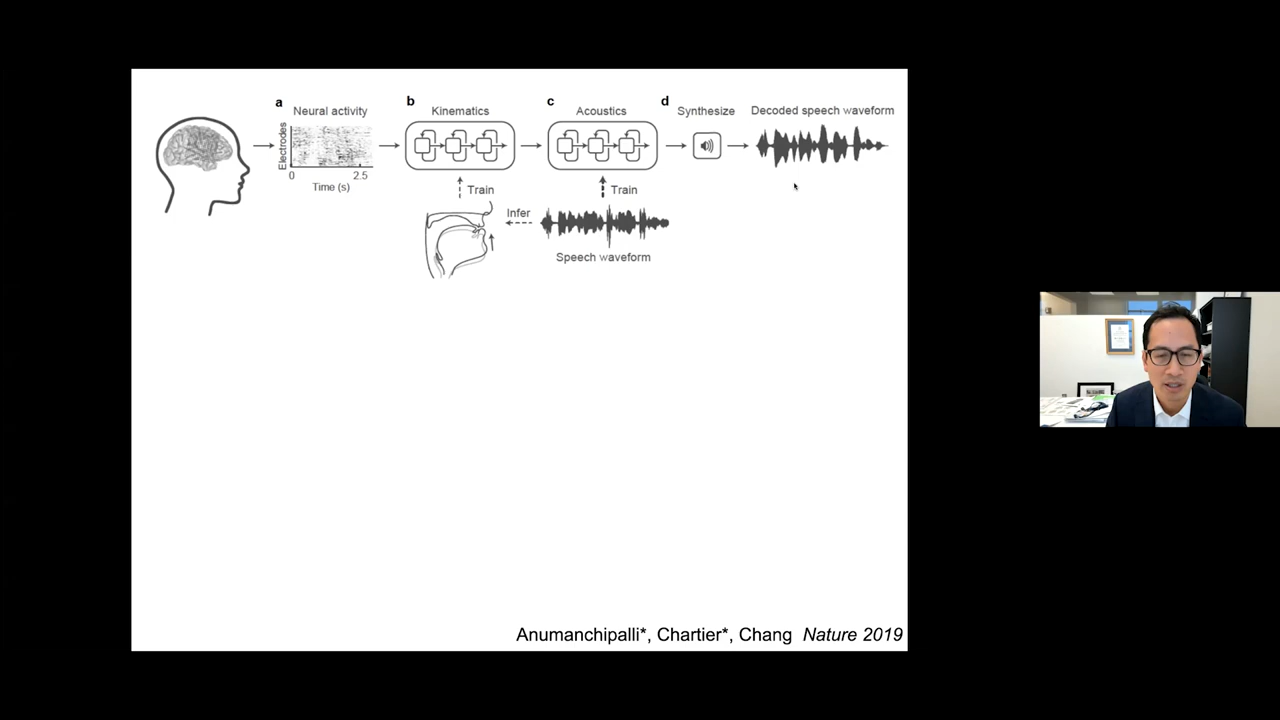 a Neural activity
Electrodes
0 2.5
Time (s)
b Kinematics
Train
c Acoustics
Train
Infer
Speech waveform
d Synthesize
Decoded speech waveform
Anumanchipalli*, Chartier*, Chang Nature 2019